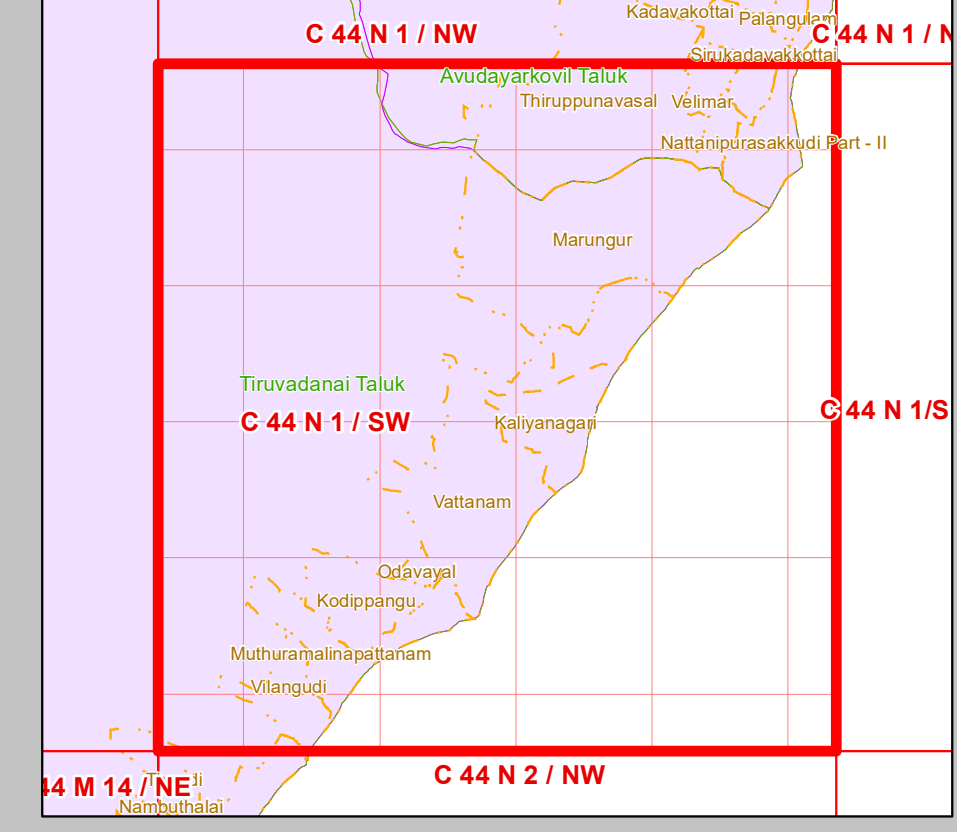 Kadavakottai
Palangulam
C 44 N 1 / NW
C 44 N 1 / N
Sirukadavakkottai
Avudayarkovil Taluk
Thiruppunavasal
Velimar
Nattanipurasakkudi Part - II
Marungur
Tiruvadanai Taluk
C 44 N 1 / SW
C 44 N 1/S
Kaliyanagari
Vattanam
Odavayal
Kodippangu
Muthuramalinapattanam
Vilangudi
44 M 14 / NE
C 44 N 2 / NW
Nambuthalai